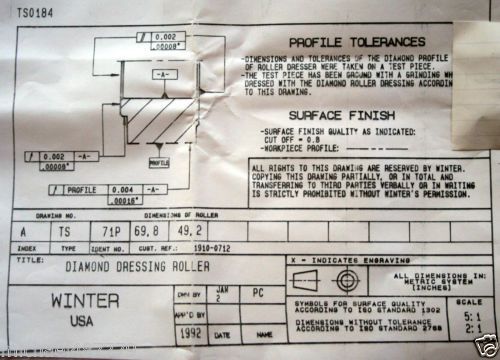 TS0184
0.002
.00008"
-A-
PROFILE TOLERANCES
-DIMENSIONS AND TOLERANCES OF THE DIAMOND PROFILE
OF ROLLER DRESSER WERE TAKEN ON A TEST PIECE.
-THE TEST PIECE HAS BEEN GROUND WITH A GRINDING WH
DRESSED WITH THE DIAMOND ROLLER DRESSING ACCORDING
TO THIS DRAWING.
SURFACE FINISH
-SURFACE FINISH QUALITY AS INDICATED:
CUT OFF = 0.8
-WORKPIECE PROFILE:
0.002 -A-
.00008"
PROFILE
PROFILE 0.004 -A-
.00016"
ALL RIGHTS TO THIS DRAWING ARE RESERVED BY WINTER.
COPYING THIS DRAWING PARTIALLY, OR IN TOTAL AND
TRANSFERRING TO THIRD PARTIES VERBALLY OR IN WRITING
IS STRICTLY PROHIBITED WITHOUT WINTER'S PERMISSION.
DRAWING NO. DIMENSIONS OF ROLLER
A TS 71P 69,8 49,2
INDEX TYPE IDENT NO. CUST. REF.: 1910-0712
TITLE:
DIAMOND DRESSING ROLLER
X - INDICATES ENGRAVING
ALL DIMENSIONS IN:
METRIC SYSTEM
[INCHES]
WINTER
USA
DWN BY JAN 2 PC
APP'D BY
1992 DATE NAME
SYMBOLS FOR SURFACE QUALITY
ACCORDING TO ISO STANDARD 1302
DIMENSIONS WITHOUT TOLERANCE
ACCORDING TO ISO STANDARD 2768
SCALE
5:1
2:1